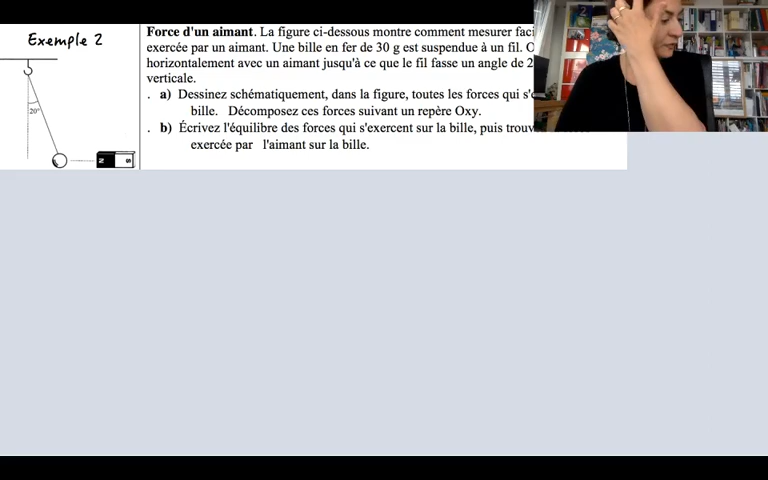 Exemple 2
20°
N S
Force d'un aimant. La figure ci-dessous montre comment mesurer
exercée par un aimant. Une bille en fer de 30 g est suspendue à un fil.
horizontalement avec un aimant jusqu'à ce que le fil fasse un angle de
verticale.
. a) Dessinez schématiquement, dans la figure, toutes les forces qui
bille. Décomposez ces forces suivant un repère Oxy.
. b) Écrivez l'équilibre des forces qui s'exercent sur la bille, puis
exercée par l'aimant sur la bille.